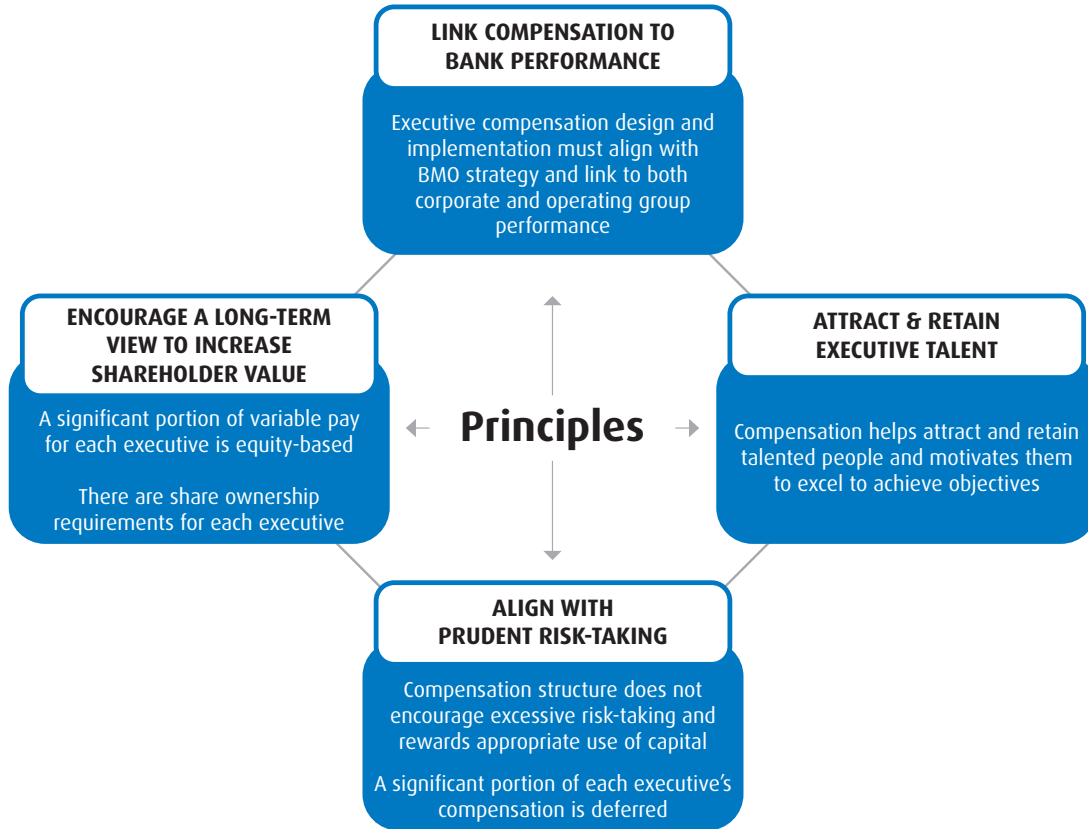 LINK COMPENSATION TO
BANK PERFORMANCE
Executive compensation design and
implementation must align with
BMO strategy and link to both
corporate and operating group
performance
ENCOURAGE A LONG-TERM
VIEW TO INCREASE
SHAREHOLDER VALUE
A significant portion of variable pay
for each executive is equity-based
There are share ownership
requirements for each executive
Principles
ATTRACT & RETAIN
EXECUTIVE TALENT
Compensation helps attract and retain
talented people and motivates them
to excel to achieve objectives
ALIGN WITH
PRUDENT RISK-TAKING
Compensation structure does not
encourage excessive risk-taking and
rewards appropriate use of capital
A significant portion of each executive’s
compensation is deferred